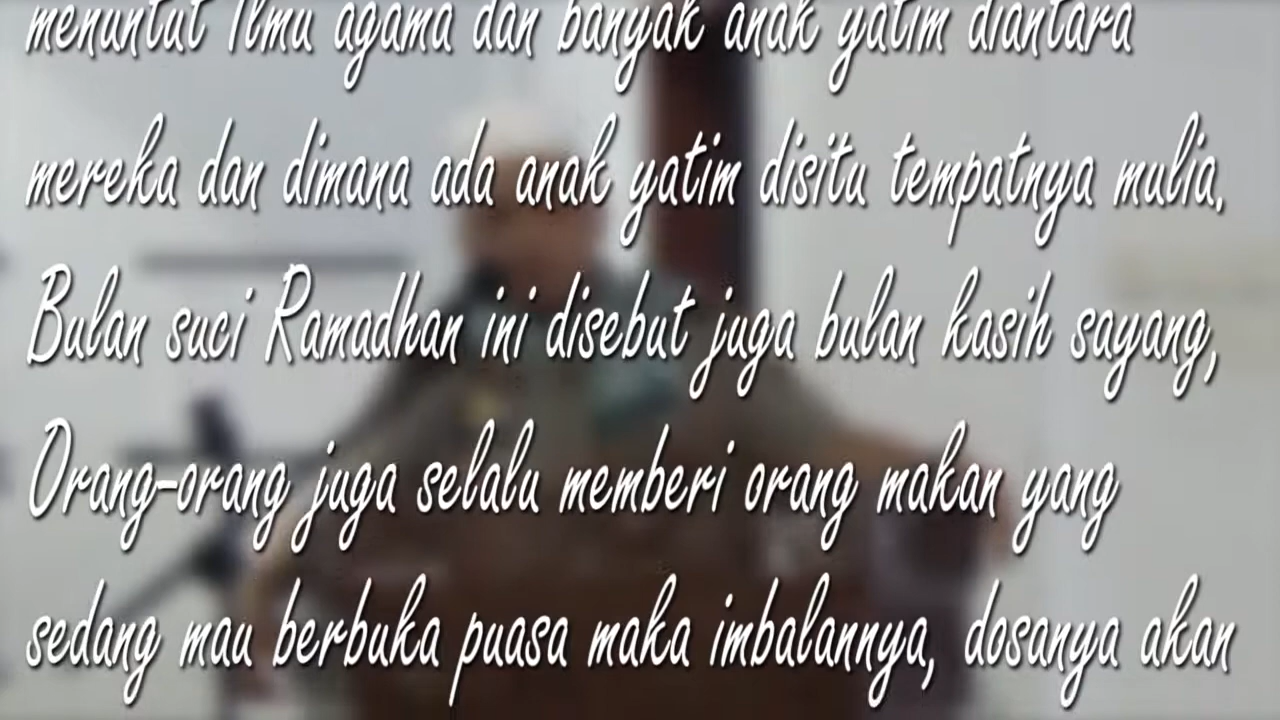 menuntut Ilmu agama dan banyak anak yatim diantara
mereka dan dimana ada anak yatim disitu tempatnya mulia.
Bulan suci Ramadhan ini disebut juga bulan kasih sayang,
Orang-orang juga selalu memberi orang makan yang
sedang mau berbuka puasa maka imbalannya, dosanya akan